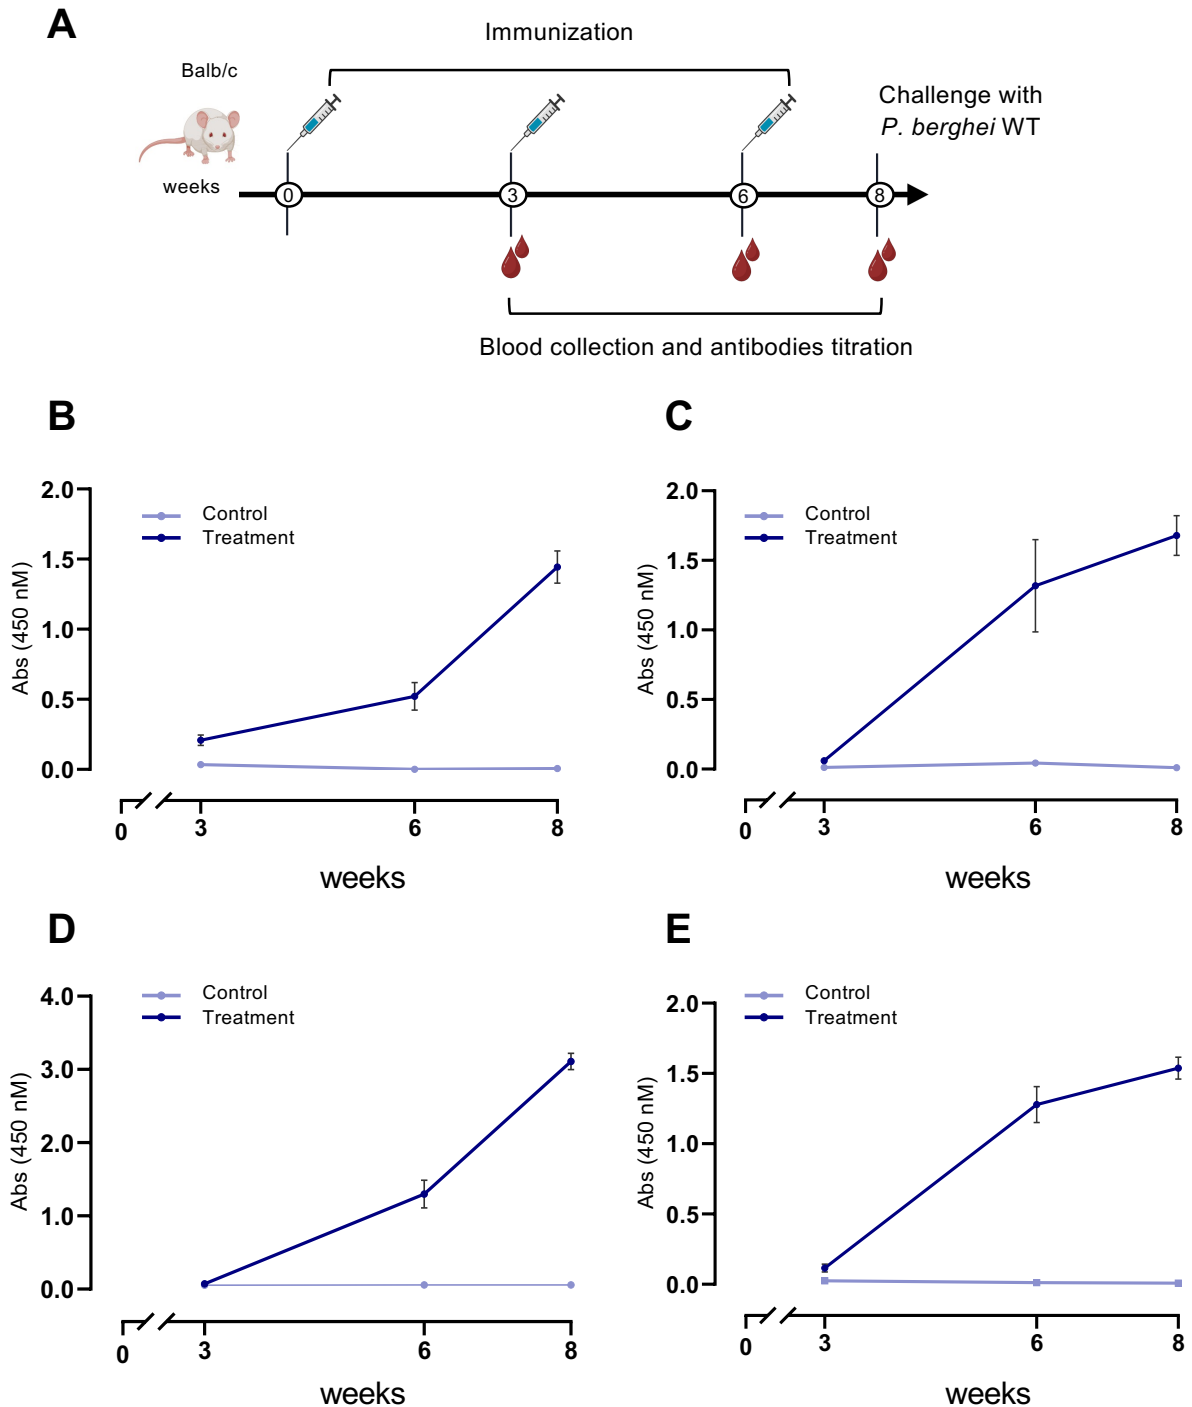 A
Immunization
Balb/c
Challenge with
P. berghei WT
weeks
0
3
6
8
Blood collection and antibodies titration
B
2.0
1.5
1.0
0.5
0.0
Abs (450 nM)
Control
Treatment
0
3
6
8
weeks
C
2.0
1.5
1.0
0.5
0.0
Abs (450 nM)
Control
Treatment
0
3
6
8
weeks
D
4.0
3.0
2.0
1.0
0.0
Abs (450 nM)
Control
Treatment
0
3
6
8
weeks
E
2.0
1.5
1.0
0.5
0.0
Abs (450 nM)
Control
Treatment
0
3
6
8
weeks